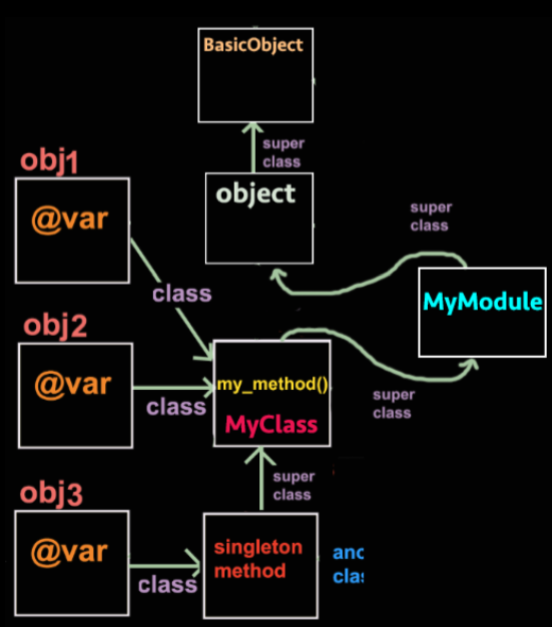 BasicObject
super
class
obj1
object
@var
super
class
class
MyModule
obj2
@var
my_method()
class
super
class
MyClass
super
class
obj3
@var
singleton
method
class